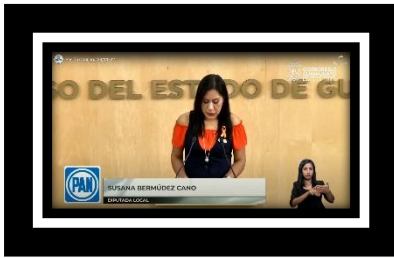 SO DEL ESTADO DE GU
PAN
SUSANA BERMÚDEZ CANO
DIPUTADA LOCAL